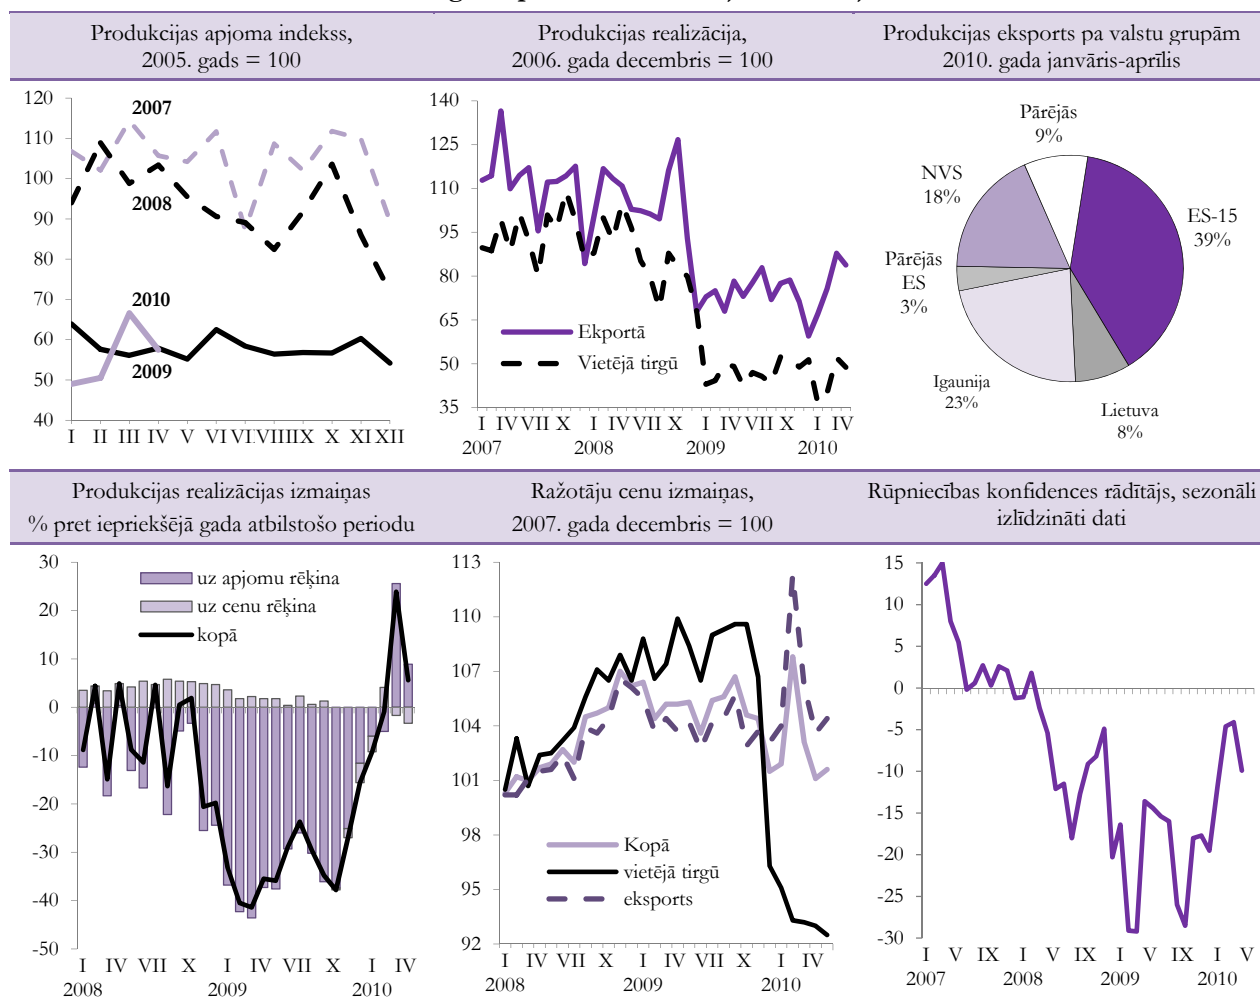 Produkcijas apjoma indekss,
2005. gads = 100
Produkcijas realizācija,
2006. gada decembris = 100
Produkcijas eksports pa valstu grupām
2010. gada janvāris-aprīlis
120
110
100
90
80
70
60
50
40
2007
2008
2010
2009
I II III IV V VI VII VIII IX X XI XII
140
125
110
95
80
65
50
35
Ekportā
Vietējā tirgū
I IV VII X I IV VII X I IV VII X I IV
2007 2008 2009 2010
Pārējās
9%
NVS
18%
ES-15
39%
Pārējās
ES
3%
Igaunija
23%
Lietuva
8%
Produkcijas realizācijas izmaiņas
% pret iepriekšējā gada atbilstošo periodu
Ražotāju cenu izmaiņas,
2007. gada decembris = 100
Rūpniecības konfidences rādītājs, sezonāli
izlīdzināti dati
30
20
10
0
-10
-20
-30
-40
-50
uz apjomu rēķina
uz cenu rēķina
kopā
I IV VII X I IV VII X I IV
2008 2009 2010
113
110
107
104
101
98
95
92
Kopā
vietējā tirgū
eksports
I IV VII X I IV VII X I IV
2008 2009 2010
15
10
5
0
-5
-10
-15
-20
-25
-30
I V IX I V IX I V IX I V
2007 2008 2009 2010